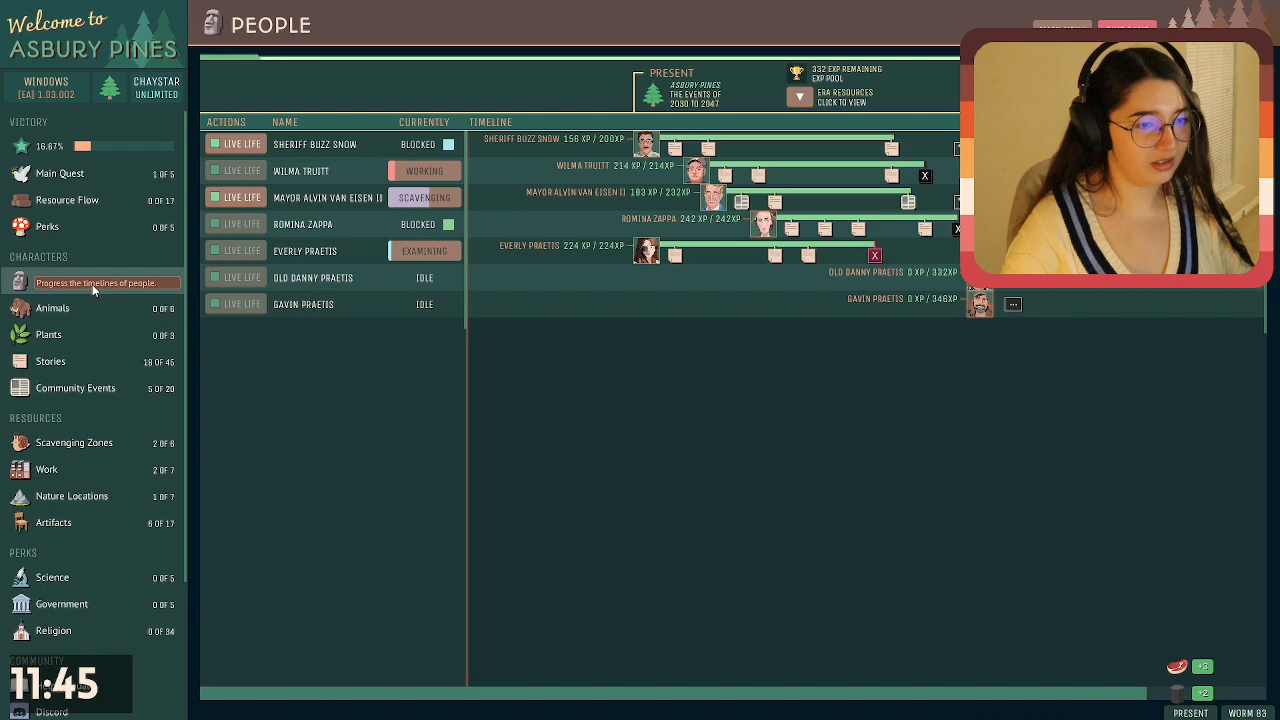 Welcome to
ASBURY PINES
WINDOWS
[EA] 1.03.002
CHAYSTAR
UNLIMITED
VICTORY
16.67%
Main Quest 1 OF 5
Resource Flow 0 OF 17
Perks 0 OF 5
CHARACTERS
Progress the timelines of people.
Animals 0 OF 6
Plants 0 OF 3
Stories 18 OF 45
Community Events 5 OF 20
RESOURCES
Scavenging Zones 2 OF 6
Work 2 OF 7
Nature Locations 1 OF 7
Artifacts 6 OF 17
PERKS
Science 0 OF 5
Government 0 OF 5
Religion 0 OF 34
COMMUNITY
11:45
Discord
PEOPLE
PRESENT
ASBURY PINES
THE EVENTS OF
2030 TO 2047
332 EXP REMAINING
EXP POOL
ERA RESOURCES
CLICK TO VIEW
ACTIONS NAME CURRENTLY TIMELINE
LIVE LIFE SHERIFF BUZZ SNOW BLOCKED SHERIFF BUZZ SNOW 156 XP / 200XP
LIVE LIFE WILMA TRUITT WORKING WILMA TRUITT 214 XP / 214XP X
LIVE LIFE MAYOR ALVIN VAN EISEN II SCAVENGING MAYOR ALVIN VAN EISEN II 183 XP / 232XP
LIVE LIFE ROMINA ZAPPA BLOCKED ROMINA ZAPPA 242 XP / 242XP X
LIVE LIFE EVERLY PRAETIS EXAMINING EVERLY PRAETIS 224 XP / 224XP X
LIVE LIFE OLD DANNY PRAETIS IDLE OLD DANNY PRAETIS 0 XP / 332XP
LIVE LIFE GAVIN PRAETIS IDLE GAVIN PRAETIS 0 XP / 346XP ...
+3
+2
PRESENT WORM 83